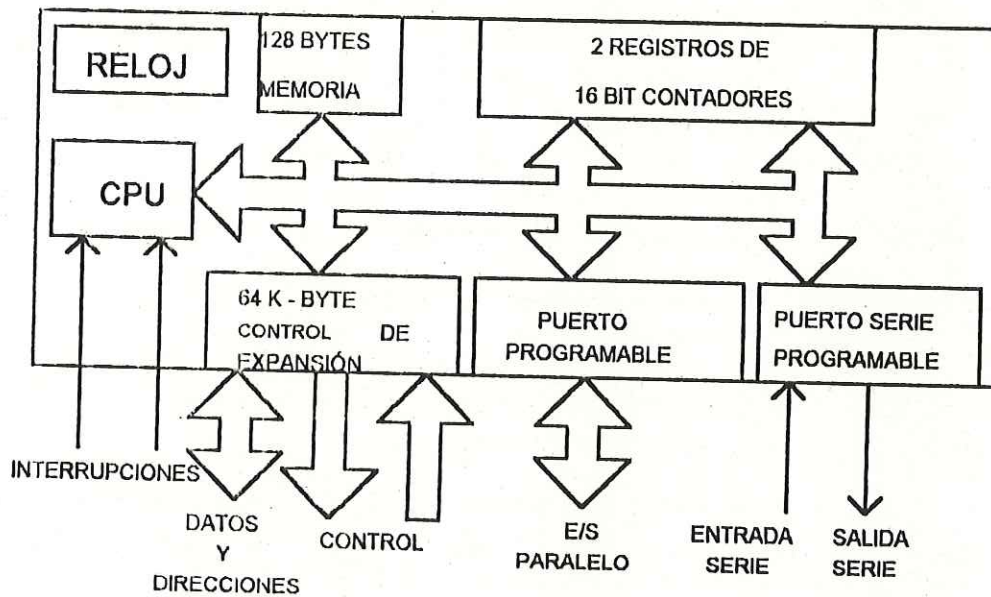 RELOJ
128 BYTES
MEMORIA
2 REGISTROS DE
16 BIT CONTADORES
CPU
64 K - BYTE
CONTROL DE
EXPANSIÓN
PUERTO
PROGRAMABLE
PUERTO SERIE
PROGRAMABLE
INTERRUPCIONES
DATOS
Y
DIRECCIONES
CONTROL
E/S
PARALELO
ENTRADA
SERIE
SALIDA
SERIE